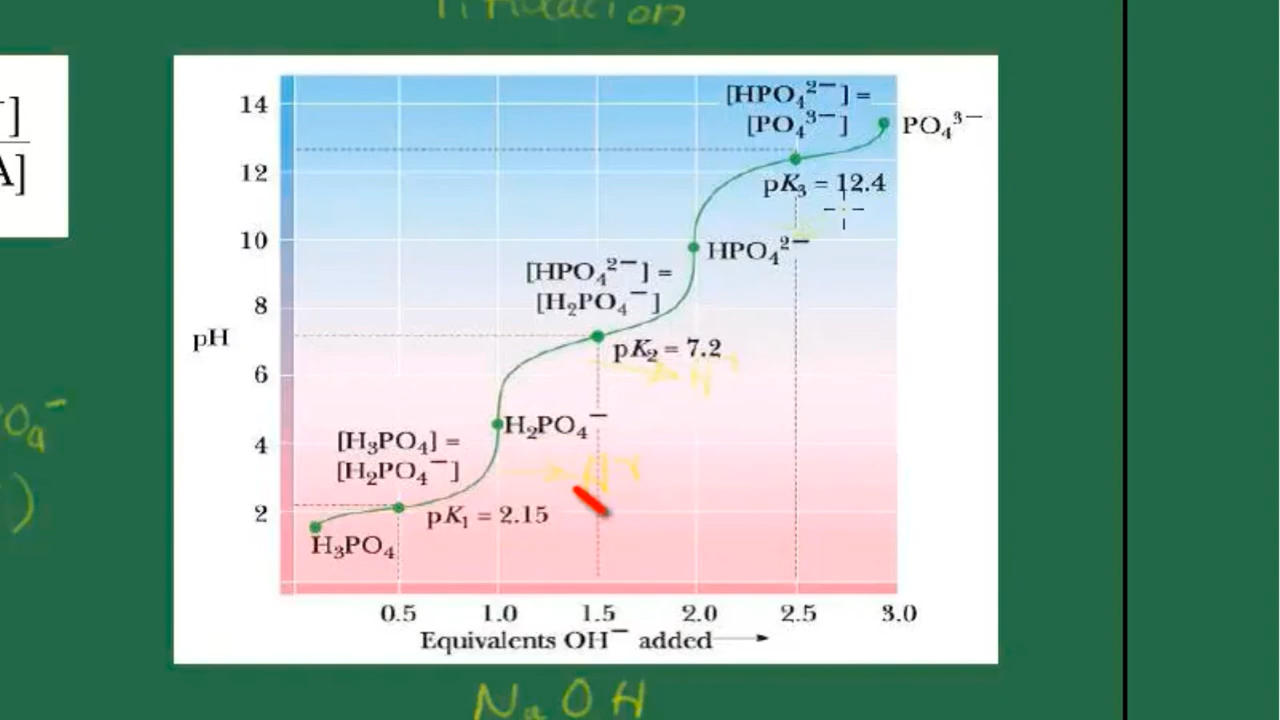 Titulacion
]
A]
14
[HPO₄²⁻] =
[PO₄³⁻]
PO₄³⁻
12
pK₃ = 12.4
10
HPO₄²⁻
[HPO₄²⁻] =
[H₂PO₄⁻]
8
pH
pK₂ = 7.2
6
H⁺
H₂PO₄⁻
4
[H₃PO₄] =
[H₂PO₄⁻]
H⁺
2
pK₁ = 2.15
H₃PO₄
0.5 1.0 1.5 2.0 2.5 3.0
Equivalents OH⁻ added
O₄⁻
)
NaOH